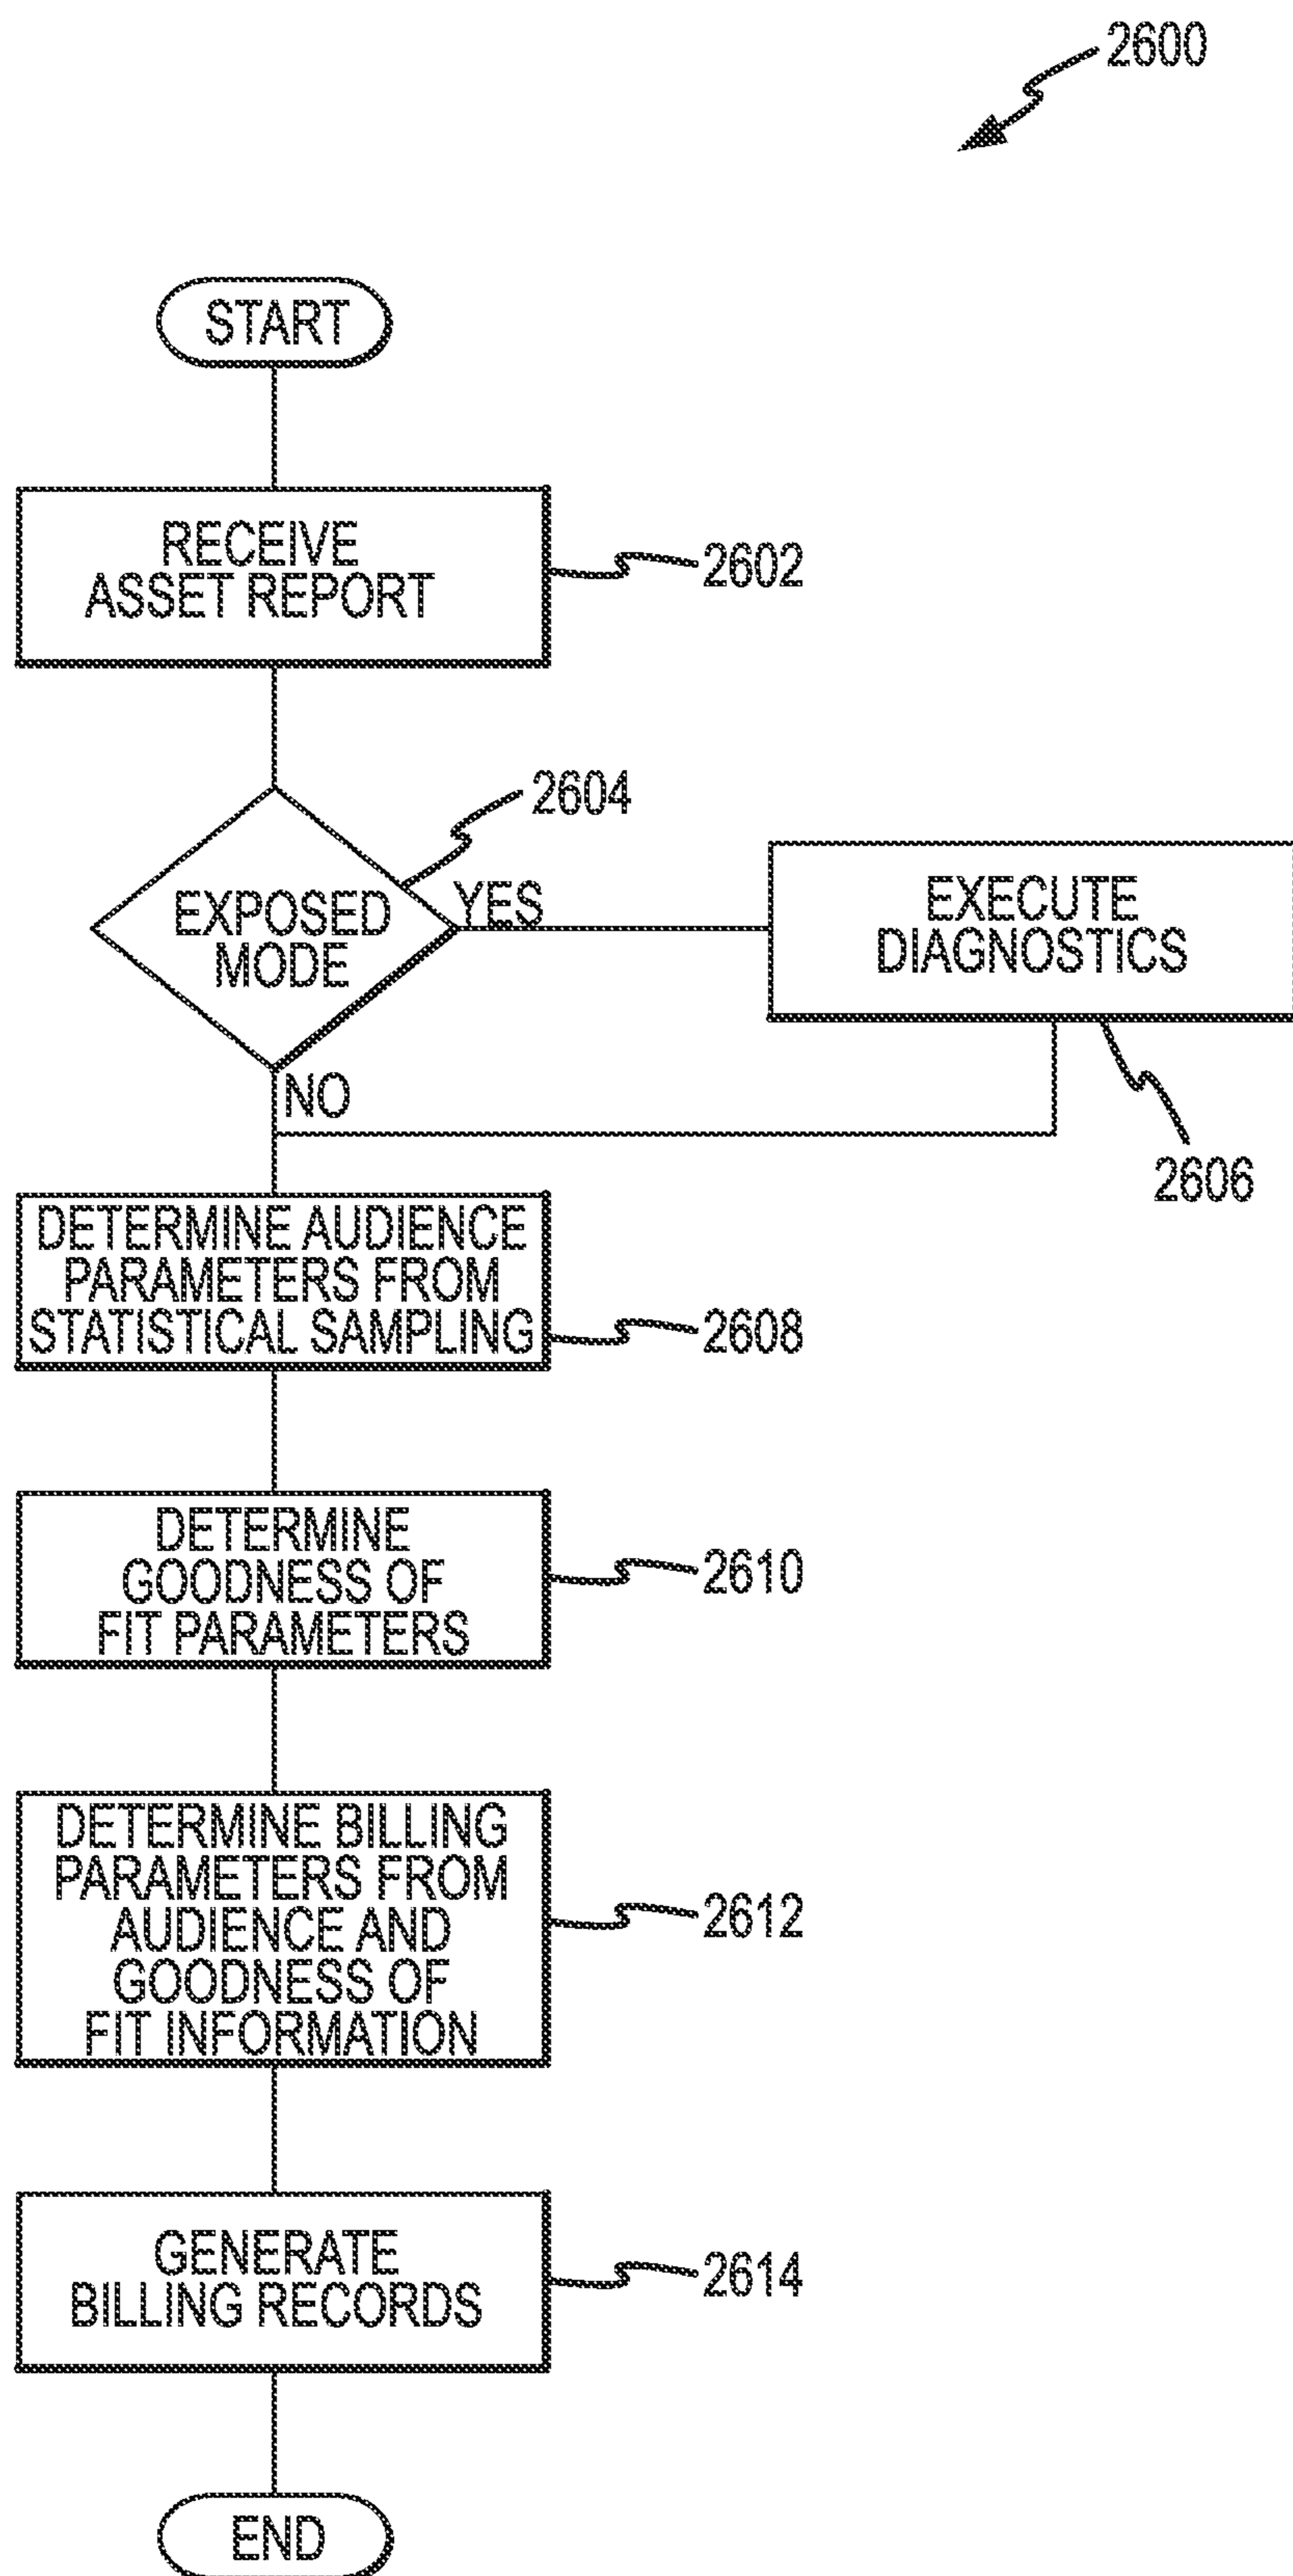 2600
START
RECEIVE
ASSET REPORT
2602
2604
EXPOSED
MODE
YES
EXECUTE
DIAGNOSTICS
NO
2606
DETERMINE AUDIENCE
PARAMETERS FROM
STATISTICAL SAMPLING
2608
DETERMINE
GOODNESS OF
FIT PARAMETERS
2610
DETERMINE BILLING
PARAMETERS FROM
AUDIENCE AND
GOODNESS OF
FIT INFORMATION
2612
GENERATE
BILLING RECORDS
2614
END